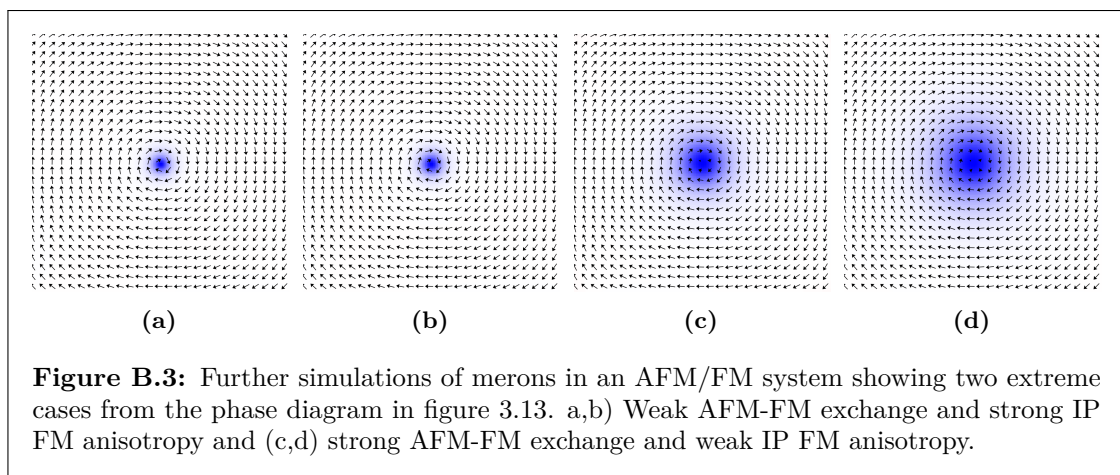 (a)
(b)
(c)
(d)
Figure B.3: Further simulations of merons in an AFM/FM system showing two extreme
cases from the phase diagram in figure 3.13. a,b) Weak AFM-FM exchange and strong IP
FM anisotropy and (c,d) strong AFM-FM exchange and weak IP FM anisotropy.